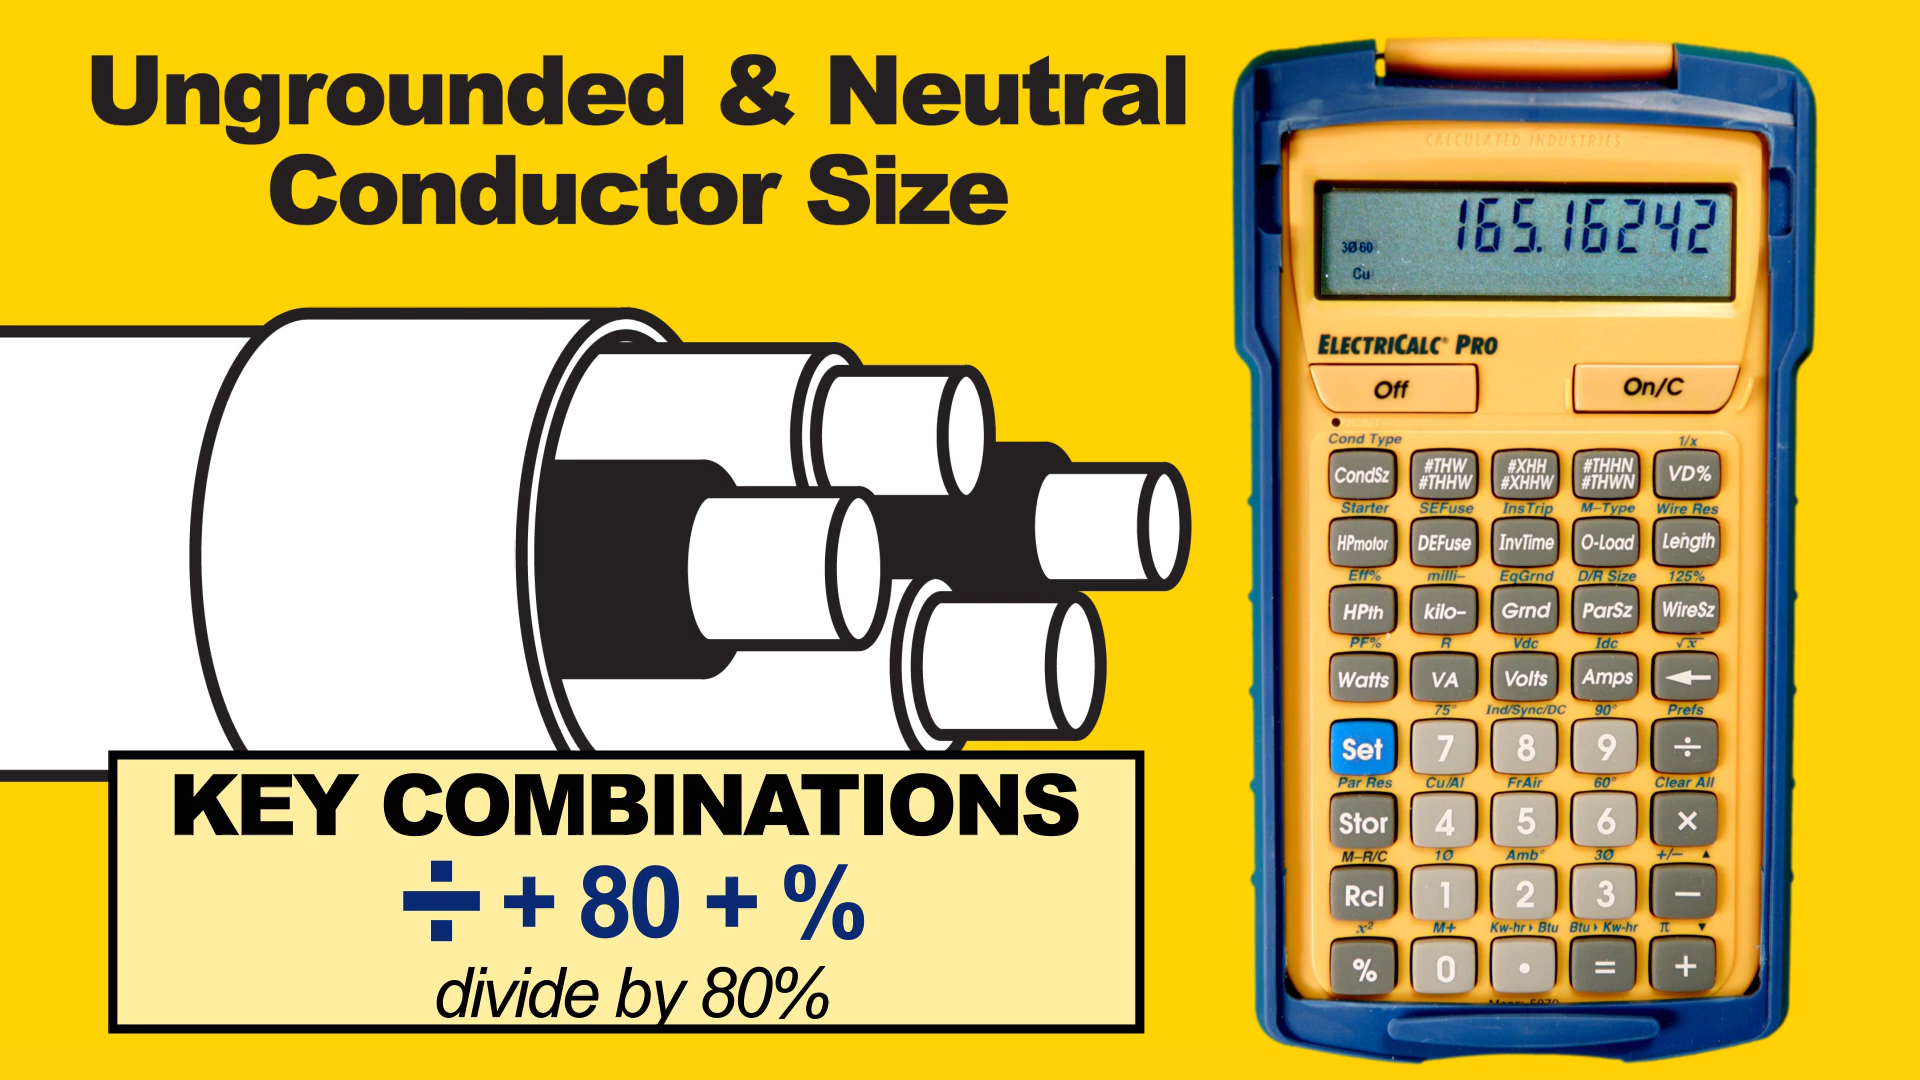 Ungrounded & Neutral
Conductor Size
KEY COMBINATIONS
÷ + 80 + %
divide by 80%
CALCULATED INDUSTRIES
165.16242
3Ø 60
Cu
ELECTRICALC® PRO
Off
On/C
Cond Type
1/x
CondSz
#THW
#THHW
#XHH
#XHHW
#THHN
#THWN
VD%
Starter
SEFuse
InsTrip
M–Type
Wire Res
HPmotor
DEFuse
InvTime
O-Load
Length
Eff%
milli–
EqGrnd
D/R Size
125%
HPth
kilo–
Grnd
ParSz
WireSz
PF%
R
Vdc
Idc
√x
Watts
VA
Volts
Amps
75°
Ind/Sync/DC
90°
Prefs
Set
7
8
9
÷
Par Res
Cu/Al
FrAir
60°
Clear All
Stor
4
5
6
×
M–R/C
1Ø
Amb°
3Ø
+/– ▲
Rcl
1
2
3
−
x²
M+
Kw-hr ▸ Btu
Btu ▸ Kw-hr
π ▼
%
0
•
=
+